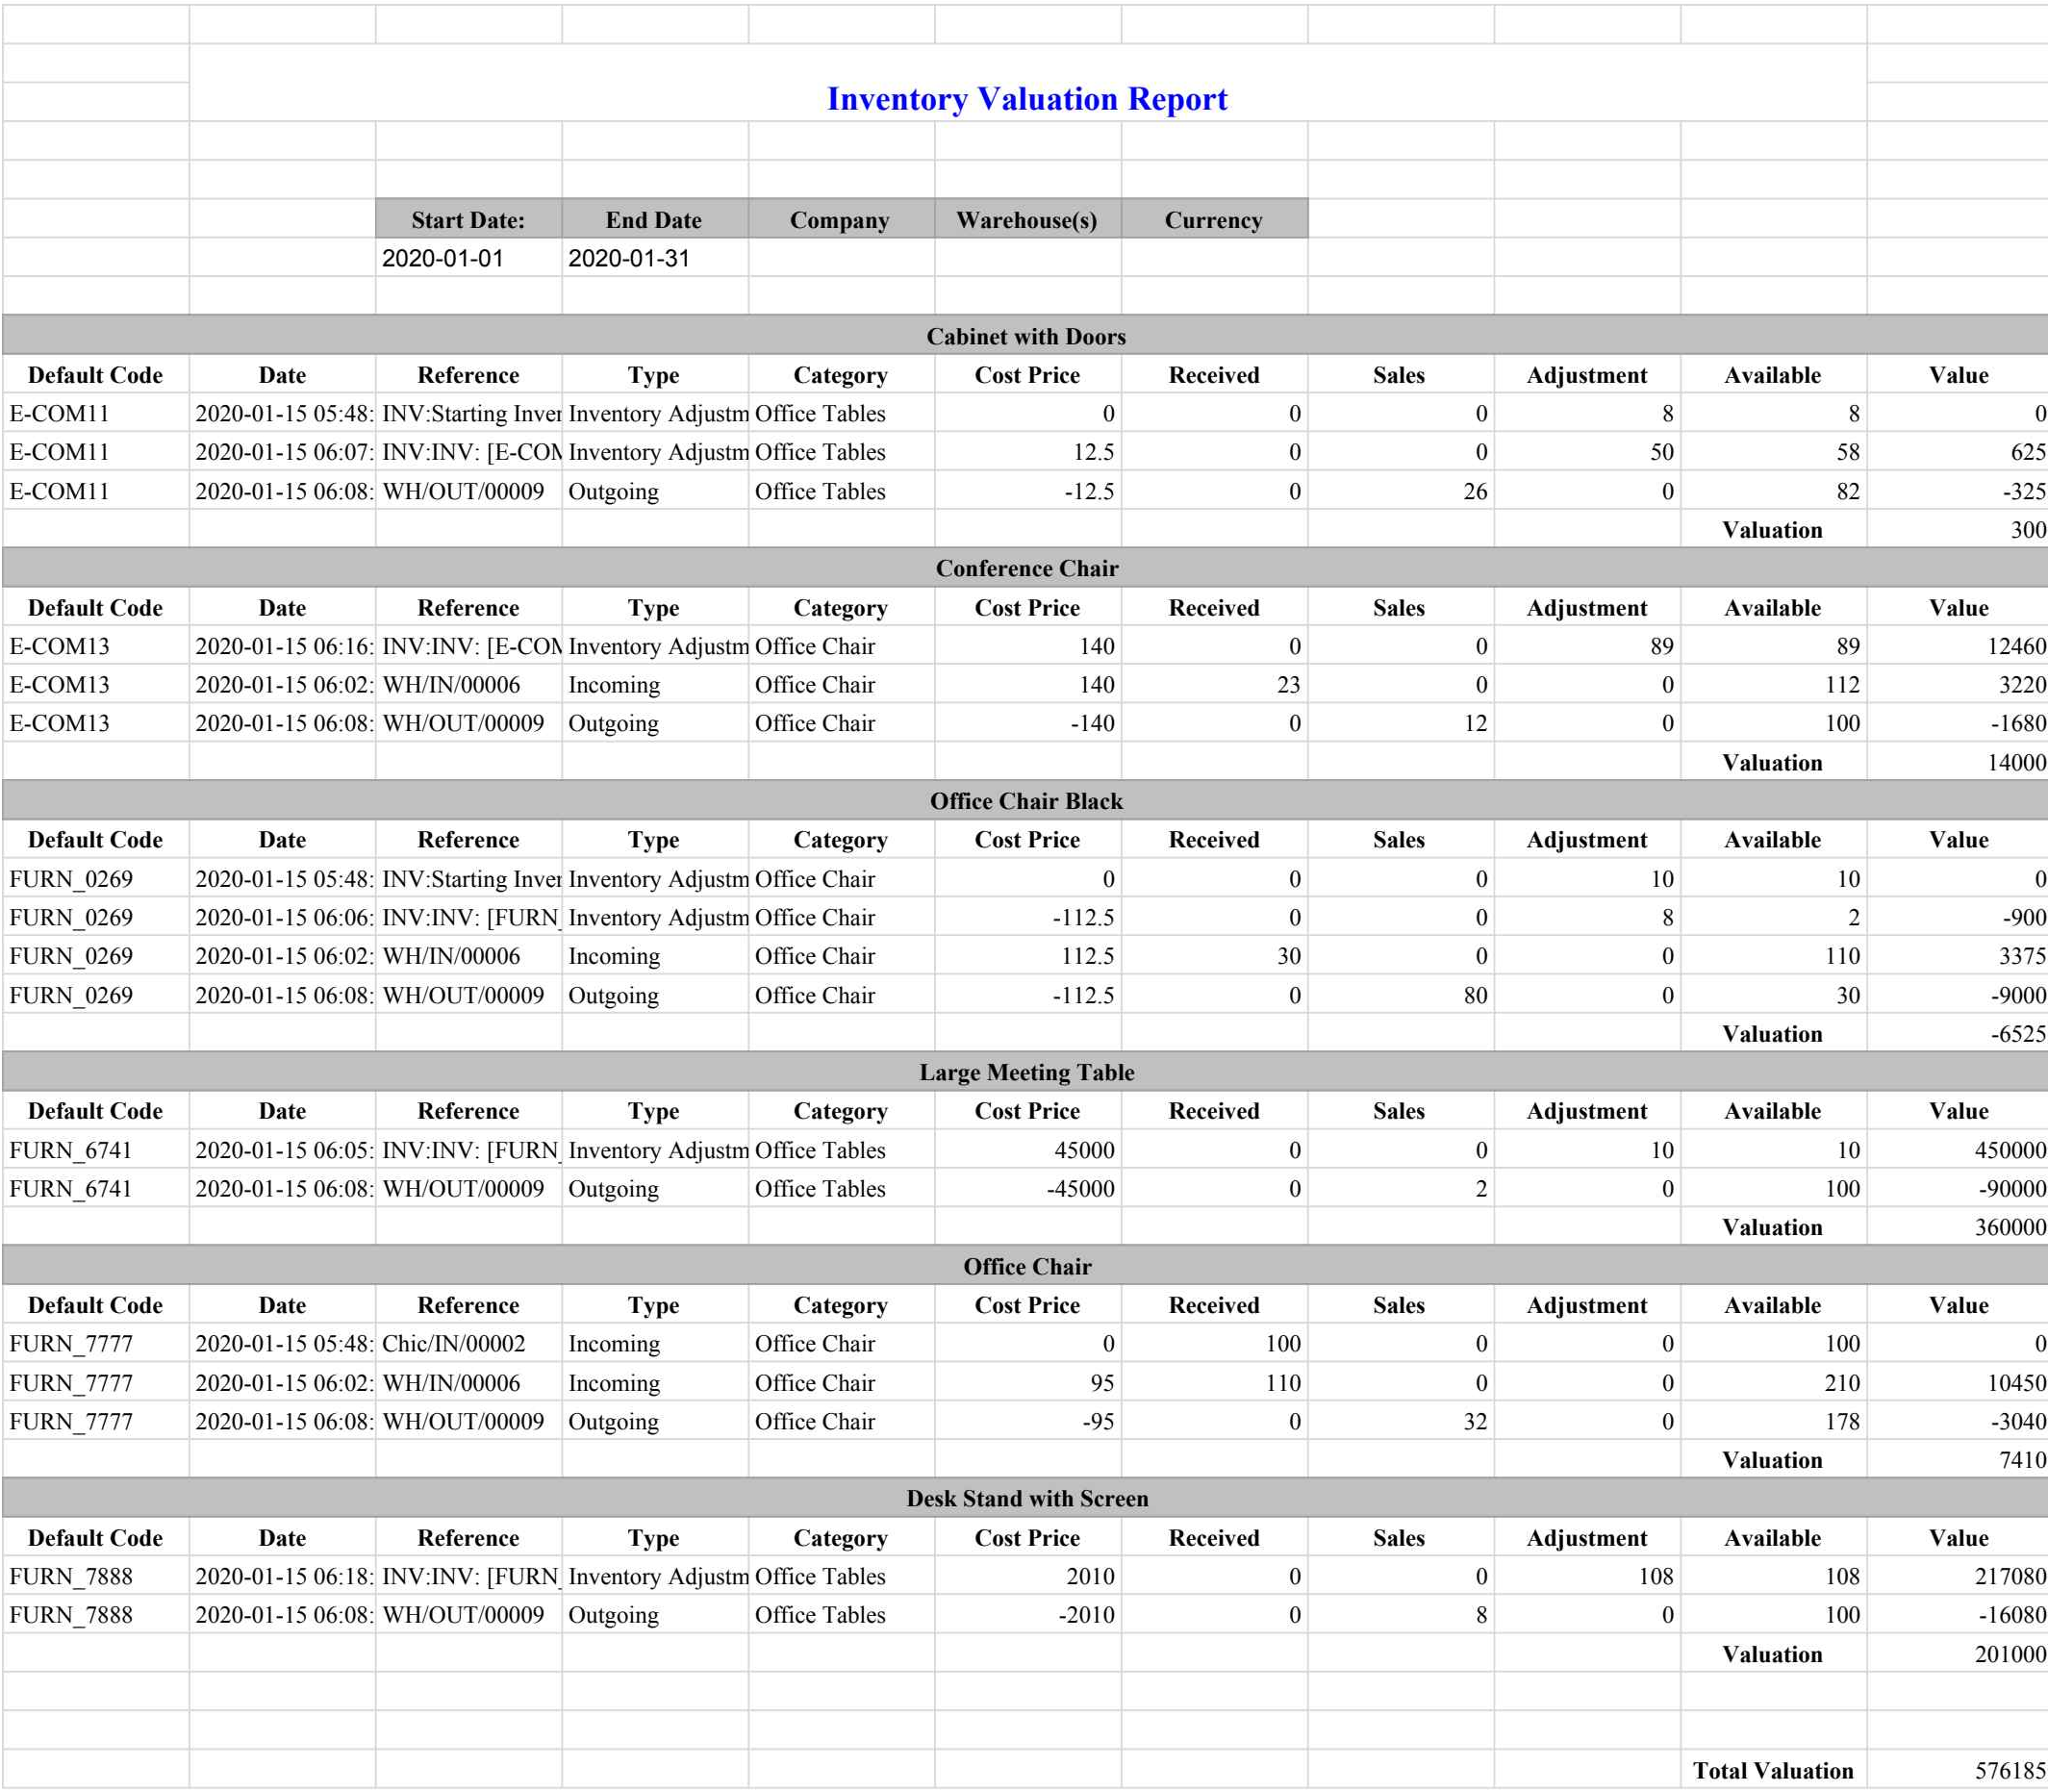 Inventory Valuation Report
Start Date: End Date Company Warehouse(s) Currency
2020-01-01 2020-01-31
Cabinet with Doors
Default Code Date Reference Type Category Cost Price Received Sales Adjustment Available Value
E-COM11 2020-01-15 05:48: INV:Starting Inver Inventory Adjustm Office Tables 0 0 0 8 8 0
E-COM11 2020-01-15 06:07: INV:INV: [E-COM Inventory Adjustm Office Tables 12.5 0 0 50 58 625
E-COM11 2020-01-15 06:08: WH/OUT/00009 Outgoing Office Tables -12.5 0 26 0 82 -325
Valuation 300
Conference Chair
Default Code Date Reference Type Category Cost Price Received Sales Adjustment Available Value
E-COM13 2020-01-15 06:16: INV:INV: [E-COM Inventory Adjustm Office Chair 140 0 0 89 89 12460
E-COM13 2020-01-15 06:02: WH/IN/00006 Incoming Office Chair 140 23 0 0 112 3220
E-COM13 2020-01-15 06:08: WH/OUT/00009 Outgoing Office Chair -140 0 12 0 100 -1680
Valuation 14000
Office Chair Black
Default Code Date Reference Type Category Cost Price Received Sales Adjustment Available Value
FURN_0269 2020-01-15 05:48: INV:Starting Inver Inventory Adjustm Office Chair 0 0 0 10 10 0
FURN_0269 2020-01-15 06:06: INV:INV: [FURN_ Inventory Adjustm Office Chair -112.5 0 0 8 2 -900
FURN_0269 2020-01-15 06:02: WH/IN/00006 Incoming Office Chair 112.5 30 0 0 110 3375
FURN_0269 2020-01-15 06:08: WH/OUT/00009 Outgoing Office Chair -112.5 0 80 0 30 -9000
Valuation -6525
Large Meeting Table
Default Code Date Reference Type Category Cost Price Received Sales Adjustment Available Value
FURN_6741 2020-01-15 06:05: INV:INV: [FURN_ Inventory Adjustm Office Tables 45000 0 0 10 10 450000
FURN_6741 2020-01-15 06:08: WH/OUT/00009 Outgoing Office Tables -45000 0 2 0 100 -90000
Valuation 360000
Office Chair
Default Code Date Reference Type Category Cost Price Received Sales Adjustment Available Value
FURN_7777 2020-01-15 05:48: Chic/IN/00002 Incoming Office Chair 0 100 0 0 100 0
FURN_7777 2020-01-15 06:02: WH/IN/00006 Incoming Office Chair 95 110 0 0 210 10450
FURN_7777 2020-01-15 06:08: WH/OUT/00009 Outgoing Office Chair -95 0 32 0 178 -3040
Valuation 7410
Desk Stand with Screen
Default Code Date Reference Type Category Cost Price Received Sales Adjustment Available Value
FURN_7888 2020-01-15 06:18: INV:INV: [FURN_ Inventory Adjustm Office Tables 2010 0 0 108 108 217080
FURN_7888 2020-01-15 06:08: WH/OUT/00009 Outgoing Office Tables -2010 0 8 0 100 -16080
Valuation 201000
Total Valuation 576185